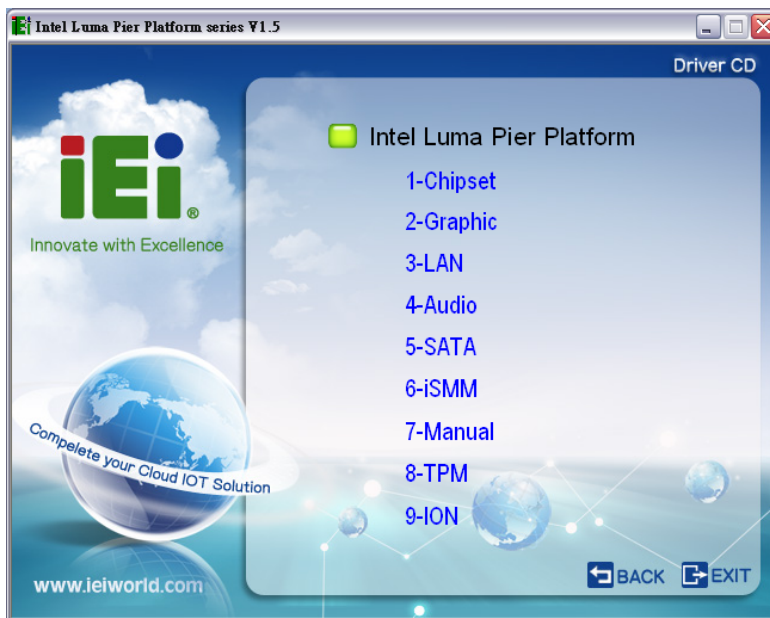 Intel Luma Pier Platform series V1.5
Driver CD
iEi®
Innovate with Excellence
Intel Luma Pier Platform
1-Chipset
2-Graphic
3-LAN
4-Audio
5-SATA
6-iSMM
7-Manual
8-TPM
9-ION
Compelete your Cloud IOT Solution
www.ieiworld.com
BACK
EXIT